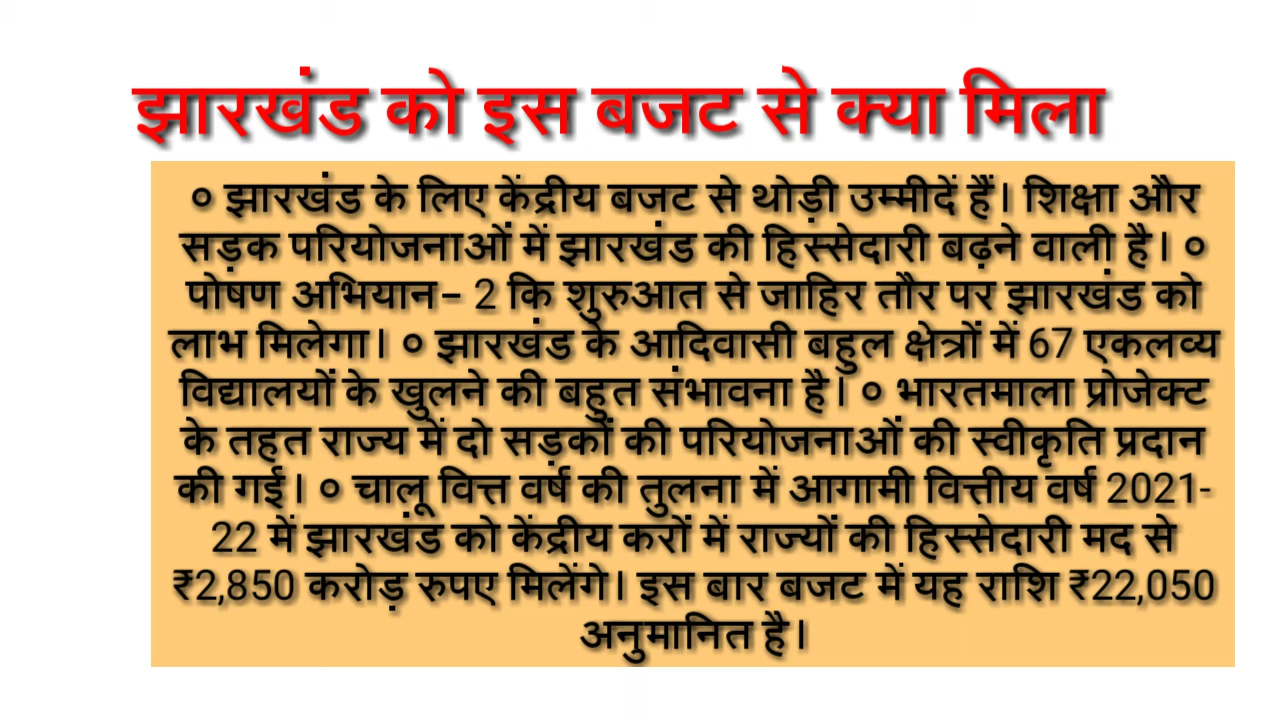 झारखंड को इस बजट से क्या मिला
० झारखंड के लिए केंद्रीय बजट से थोड़ी उम्मीदें हैं। शिक्षा और
सड़क परियोजनाओं में झारखंड की हिस्सेदारी बढ़ने वाली है। ०
पोषण अभियान– 2 कि शुरुआत से जाहिर तौर पर झारखंड को
लाभ मिलेगा। ० झारखंड के आदिवासी बहुल क्षेत्रों में 67 एकलव्य
विद्यालयों के खुलने की बहुत संभावना है। ० भारतमाला प्रोजेक्ट
के तहत राज्य में दो सड़कों की परियोजनाओं की स्वीकृति प्रदान
की गई। ० चालू वित्त वर्ष की तुलना में आगामी वित्तीय वर्ष 2021-
22 में झारखंड को केंद्रीय करों में राज्यों की हिस्सेदारी मद से
₹2,850 करोड़ रुपए मिलेंगे। इस बार बजट में यह राशि ₹22,050
अनुमानित है।